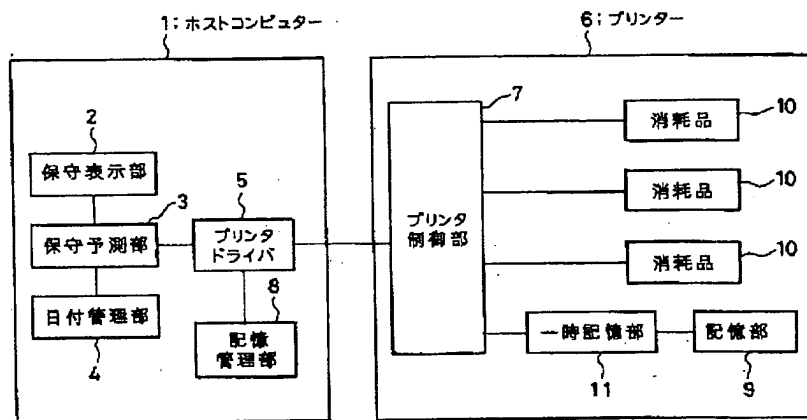 1;ホストコンピュター
6;プリンター
2
保守表示部
3
保守予測部
日付管理部
4
5
プリンタ
ドライバ
8
記憶
管理部
7
プリンタ
制御部
消耗品
10
消耗品
10
消耗品
10
一時記憶部
11
記憶部
9